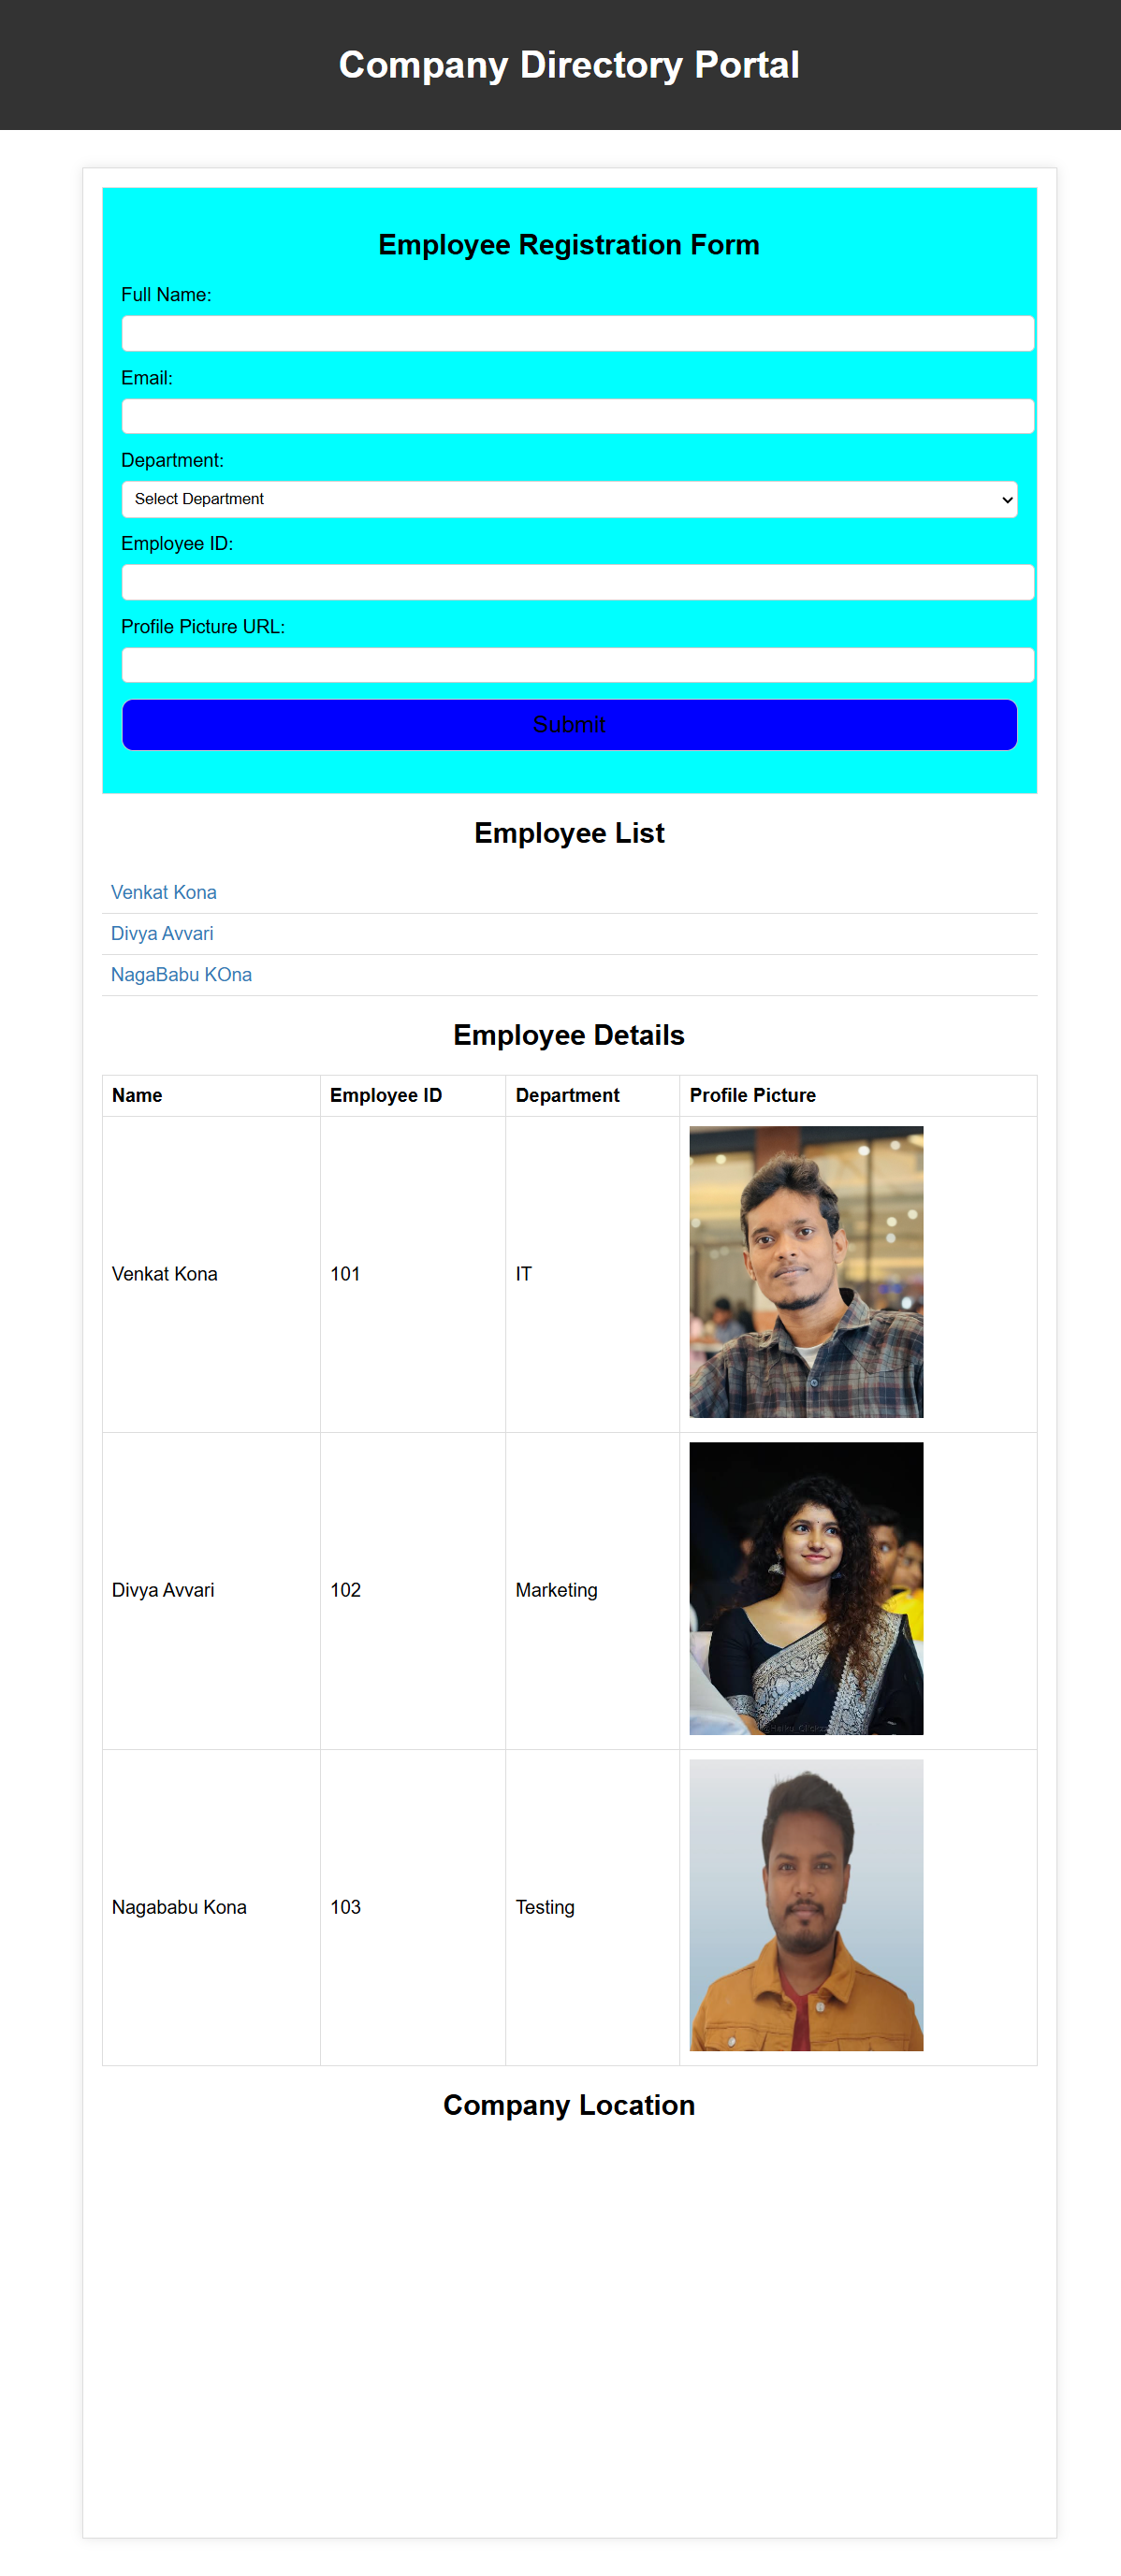 Company Directory Portal
Employee Registration Form
Full Name:
Email:
Department:
Select Department
Employee ID:
Profile Picture URL:
Submit
Employee List
Venkat Kona
Divya Avvari
NagaBabu KOna
Employee Details
Name Employee ID Department Profile Picture
Venkat Kona 101 IT
Divya Avvari 102 Marketing
Nagababu Kona 103 Testing
Company Location